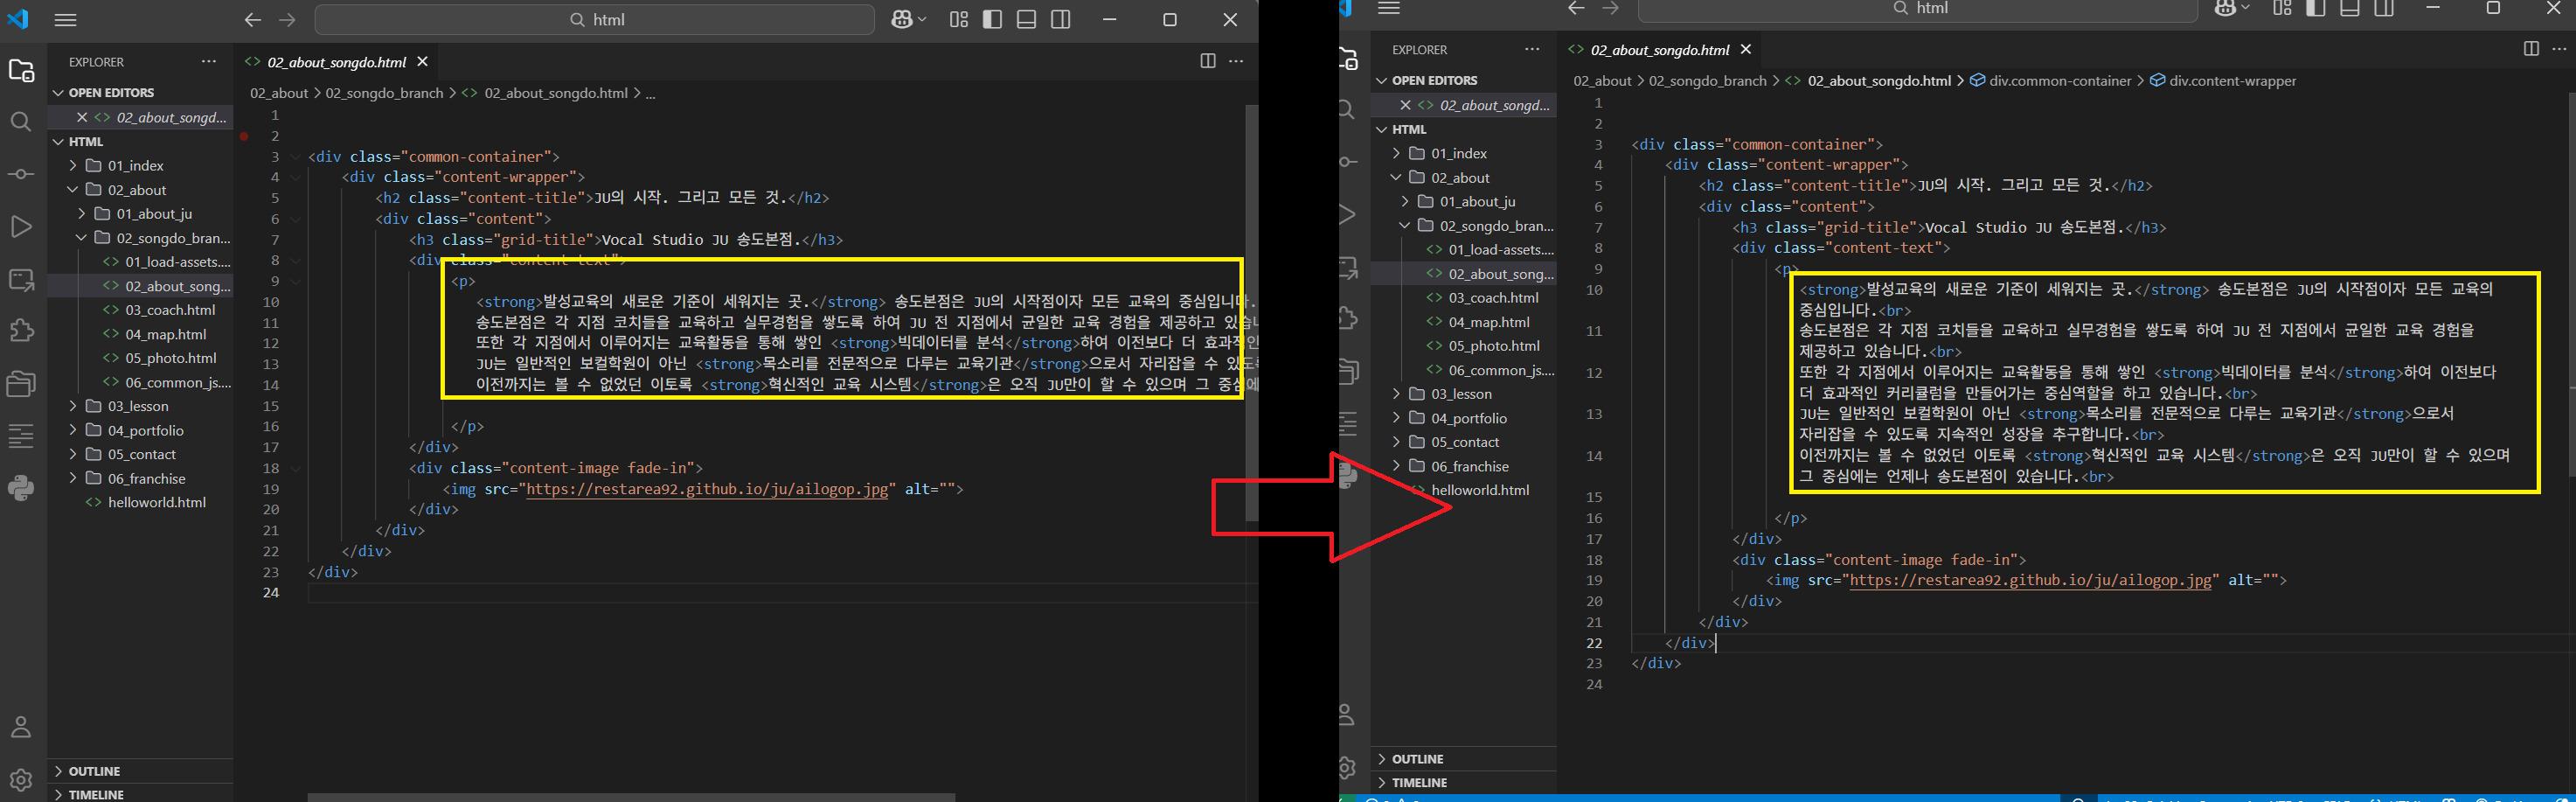 html
EXPLORER
OPEN EDITORS
02_about_songd...
HTML
01_index
02_about
01_about_ju
02_songdo_bran...
01_load-assets....
02_about_song...
03_coach.html
04_map.html
05_photo.html
06_common_js....
03_lesson
04_portfolio
05_contact
06_franchise
helloworld.html
OUTLINE
TIMELINE
02_about_songdo.html
02_about > 02_songdo_branch > 02_about_songdo.html > ...
1
2
3 <div class="common-container">
4 <div class="content-wrapper">
5 <h2 class="content-title">JU의 시작. 그리고 모든 것.</h2>
6 <div class="content">
7 <h3 class="grid-title">Vocal Studio JU 송도본점.</h3>
8 <div class="content-text">
9 <p>
10 <strong>발성교육의 새로운 기준이 세워지는 곳.</strong> 송도본점은 JU의 시작점이자 모든 교육의 중심입니다.
11 송도본점은 각 지점 코치들을 교육하고 실무경험을 쌓도록 하여 JU 전 지점에서 균일한 교육 경험을 제공하고 있습니
12 또한 각 지점에서 이루어지는 교육활동을 통해 쌓인 <strong>빅데이터를 분석</strong>하여 이전보다 더 효과적인
13 JU는 일반적인 보컬학원이 아닌 <strong>목소리를 전문적으로 다루는 교육기관</strong>으로서 자리잡을 수 있도록
14 이전까지는 볼 수 없었던 이토록 <strong>혁신적인 교육 시스템</strong>은 오직 JU만이 할 수 있으며 그 중심에
15
16 </p>
17 </div>
18 <div class="content-image fade-in">
19 <img src="https://restarea92.github.io/ju/ailogop.jpg" alt="">
20 </div>
21 </div>
22 </div>
23 </div>
24
html
EXPLORER
OPEN EDITORS
02_about_songd...
HTML
01_index
02_about
01_about_ju
02_songdo_bran...
01_load-assets....
02_about_song...
03_coach.html
04_map.html
05_photo.html
06_common_js....
03_lesson
04_portfolio
05_contact
06_franchise
helloworld.html
OUTLINE
TIMELINE
02_about_songdo.html
02_about > 02_songdo_branch > 02_about_songdo.html > div.common-container > div.content-wrapper
1
2
3 <div class="common-container">
4 <div class="content-wrapper">
5 <h2 class="content-title">JU의 시작. 그리고 모든 것.</h2>
6 <div class="content">
7 <h3 class="grid-title">Vocal Studio JU 송도본점.</h3>
8 <div class="content-text">
9 <p>
10 <strong>발성교육의 새로운 기준이 세워지는 곳.</strong> 송도본점은 JU의 시작점이자 모든 교육의
중심입니다.<br>
11 송도본점은 각 지점 코치들을 교육하고 실무경험을 쌓도록 하여 JU 전 지점에서 균일한 교육 경험을
제공하고 있습니다.<br>
12 또한 각 지점에서 이루어지는 교육활동을 통해 쌓인 <strong>빅데이터를 분석</strong>하여 이전보다
더 효과적인 커리큘럼을 만들어가는 중심역할을 하고 있습니다.<br>
13 JU는 일반적인 보컬학원이 아닌 <strong>목소리를 전문적으로 다루는 교육기관</strong>으로서
자리잡을 수 있도록 지속적인 성장을 추구합니다.<br>
14 이전까지는 볼 수 없었던 이토록 <strong>혁신적인 교육 시스템</strong>은 오직 JU만이 할 수 있으며
그 중심에는 언제나 송도본점이 있습니다.<br>
15
16 </p>
17 </div>
18 <div class="content-image fade-in">
19 <img src="https://restarea92.github.io/ju/ailogop.jpg" alt="">
20 </div>
21 </div>
22 </div>
23 </div>
24